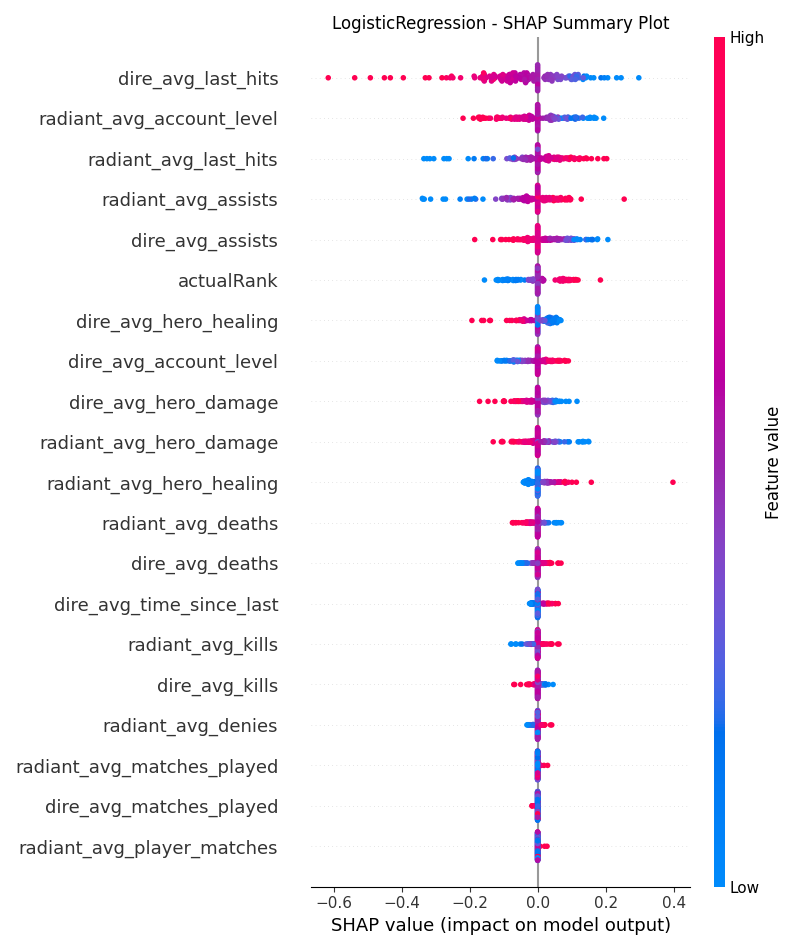 LogisticRegression - SHAP Summary Plot
High
dire_avg_last_hits
radiant_avg_account_level
radiant_avg_last_hits
radiant_avg_assists
dire_avg_assists
actualRank
dire_avg_hero_healing
dire_avg_account_level
dire_avg_hero_damage
radiant_avg_hero_damage
radiant_avg_hero_healing
radiant_avg_deaths
dire_avg_deaths
dire_avg_time_since_last
radiant_avg_kills
dire_avg_kills
radiant_avg_denies
radiant_avg_matches_played
dire_avg_matches_played
radiant_avg_player_matches
Feature value
Low
−0.6 −0.4 −0.2 0.0 0.2 0.4
SHAP value (impact on model output)